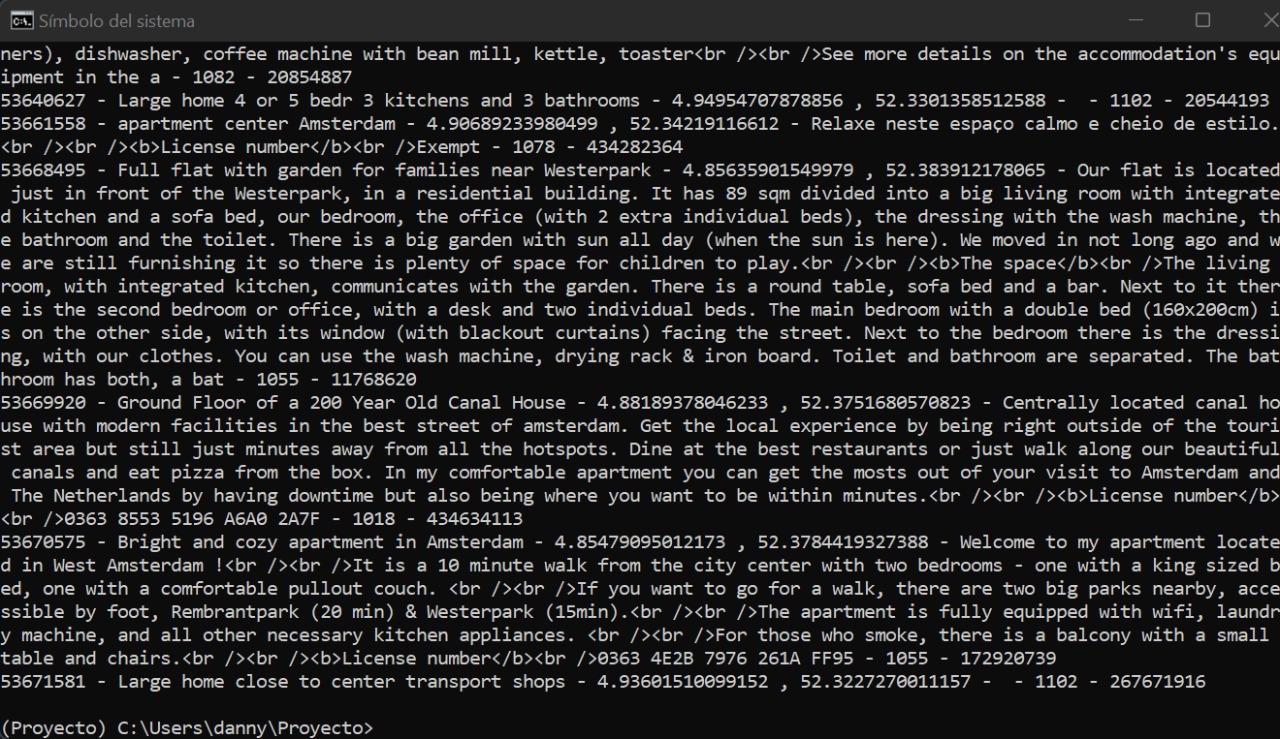 Símbolo del sistema
ners), dishwasher, coffee machine with bean mill, kettle, toaster<br /><br />See more details on the accommodation's equ
ipment in the a - 1082 - 20854887
53640627 - Large home 4 or 5 bedr 3 kitchens and 3 bathrooms - 4.94954707878856 , 52.3301358512588 -  - 1102 - 20544193
53661558 - apartment center Amsterdam - 4.90689233980499 , 52.34219116612 - Relaxe neste espaço calmo e cheio de estilo.
<br /><br /><b>License number</b><br />Exempt - 1078 - 434282364
53668495 - Full flat with garden for families near Westerpark - 4.85635901549979 , 52.383912178065 - Our flat is located
 just in front of the Westerpark, in a residential building. It has 89 sqm divided into a big living room with integrate
d kitchen and a sofa bed, our bedroom, the office (with 2 extra individual beds), the dressing with the wash machine, th
e bathroom and the toilet. There is a big garden with sun all day (when the sun is here). We moved in not long ago and w
e are still furnishing it so there is plenty of space for children to play.<br /><br /><b>The space</b><br />The living
room, with integrated kitchen, communicates with the garden. There is a round table, sofa bed and a bar. Next to it ther
e is the second bedroom or office, with a desk and two individual beds. The main bedroom with a double bed (160x200cm) i
s on the other side, with its window (with blackout curtains) facing the street. Next to the bedroom there is the dressi
ng, with our clothes. You can use the wash machine, drying rack & iron board. Toilet and bathroom are separated. The bat
hroom has both, a bat - 1055 - 11768620
53669920 - Ground Floor of a 200 Year Old Canal House - 4.88189378046233 , 52.3751680570823 - Centrally located canal ho
use with modern facilities in the best street of amsterdam. Get the local experience by being right outside of the touri
st area but still just minutes away from all the hotspots. Dine at the best restaurants or just walk along our beautiful
 canals and eat pizza from the box. In my comfortable apartment you can get the mosts out of your visit to Amsterdam and
 The Netherlands by having downtime but also being where you want to be within minutes.<br /><br /><b>License number</b>
<br />0363 8553 5196 A6A0 2A7F - 1018 - 434634113
53670575 - Bright and cozy apartment in Amsterdam - 4.85479095012173 , 52.3784419327388 - Welcome to my apartment locate
d in West Amsterdam !<br /><br />It is a 10 minute walk from the city center with two bedrooms - one with a king sized b
ed, one with a comfortable pullout couch. <br /><br />If you want to go for a walk, there are two big parks nearby, acce
ssible by foot, Rembrantpark (20 min) & Westerpark (15min).<br /><br />The apartment is fully equipped with wifi, laundr
y machine, and all other necessary kitchen appliances. <br /><br />For those who smoke, there is a balcony with a small
table and chairs.<br /><br /><b>License number</b><br />0363 4E2B 7976 261A FF95 - 1055 - 172920739
53671581 - Large home close to center transport shops - 4.93601510099152 , 52.3227270011157 -  - 1102 - 267671916
(Proyecto) C:\Users\danny\Proyecto>